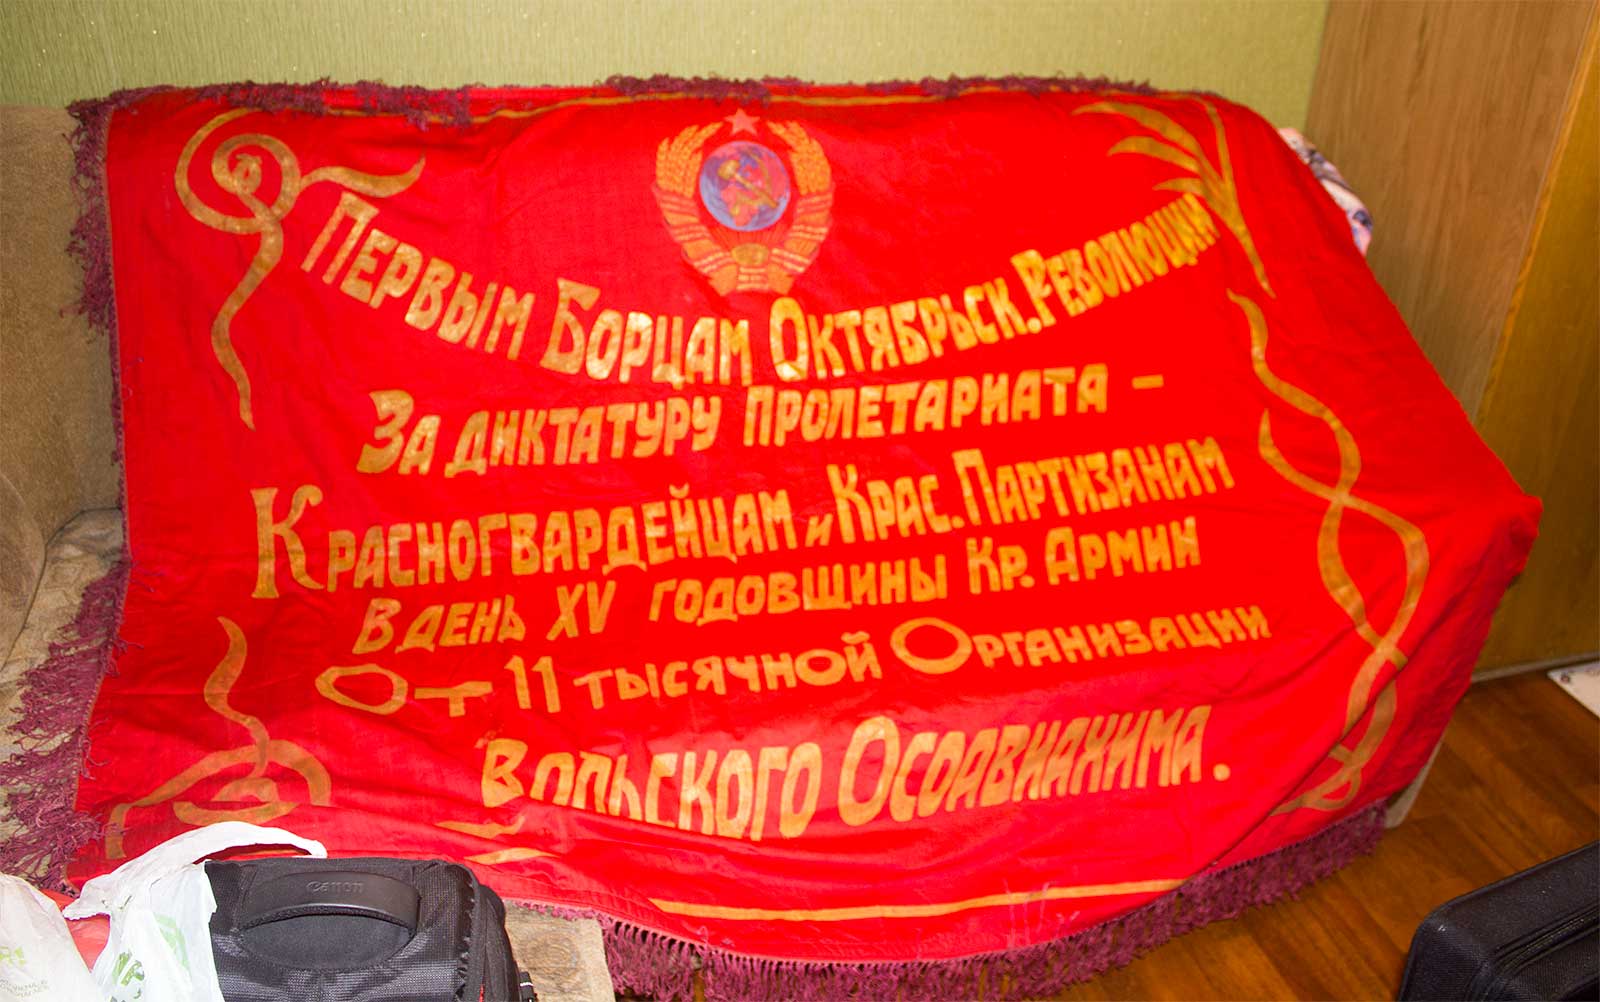 Первым Борцам Октябрьск. Революции
За диктатуру пролетариата –
Красногвардейцам и Крас. Партизанам
в день XV годовщины Кр. Армии
От 11 тысячной Организации
Вольского Осоавиахима.
Canon